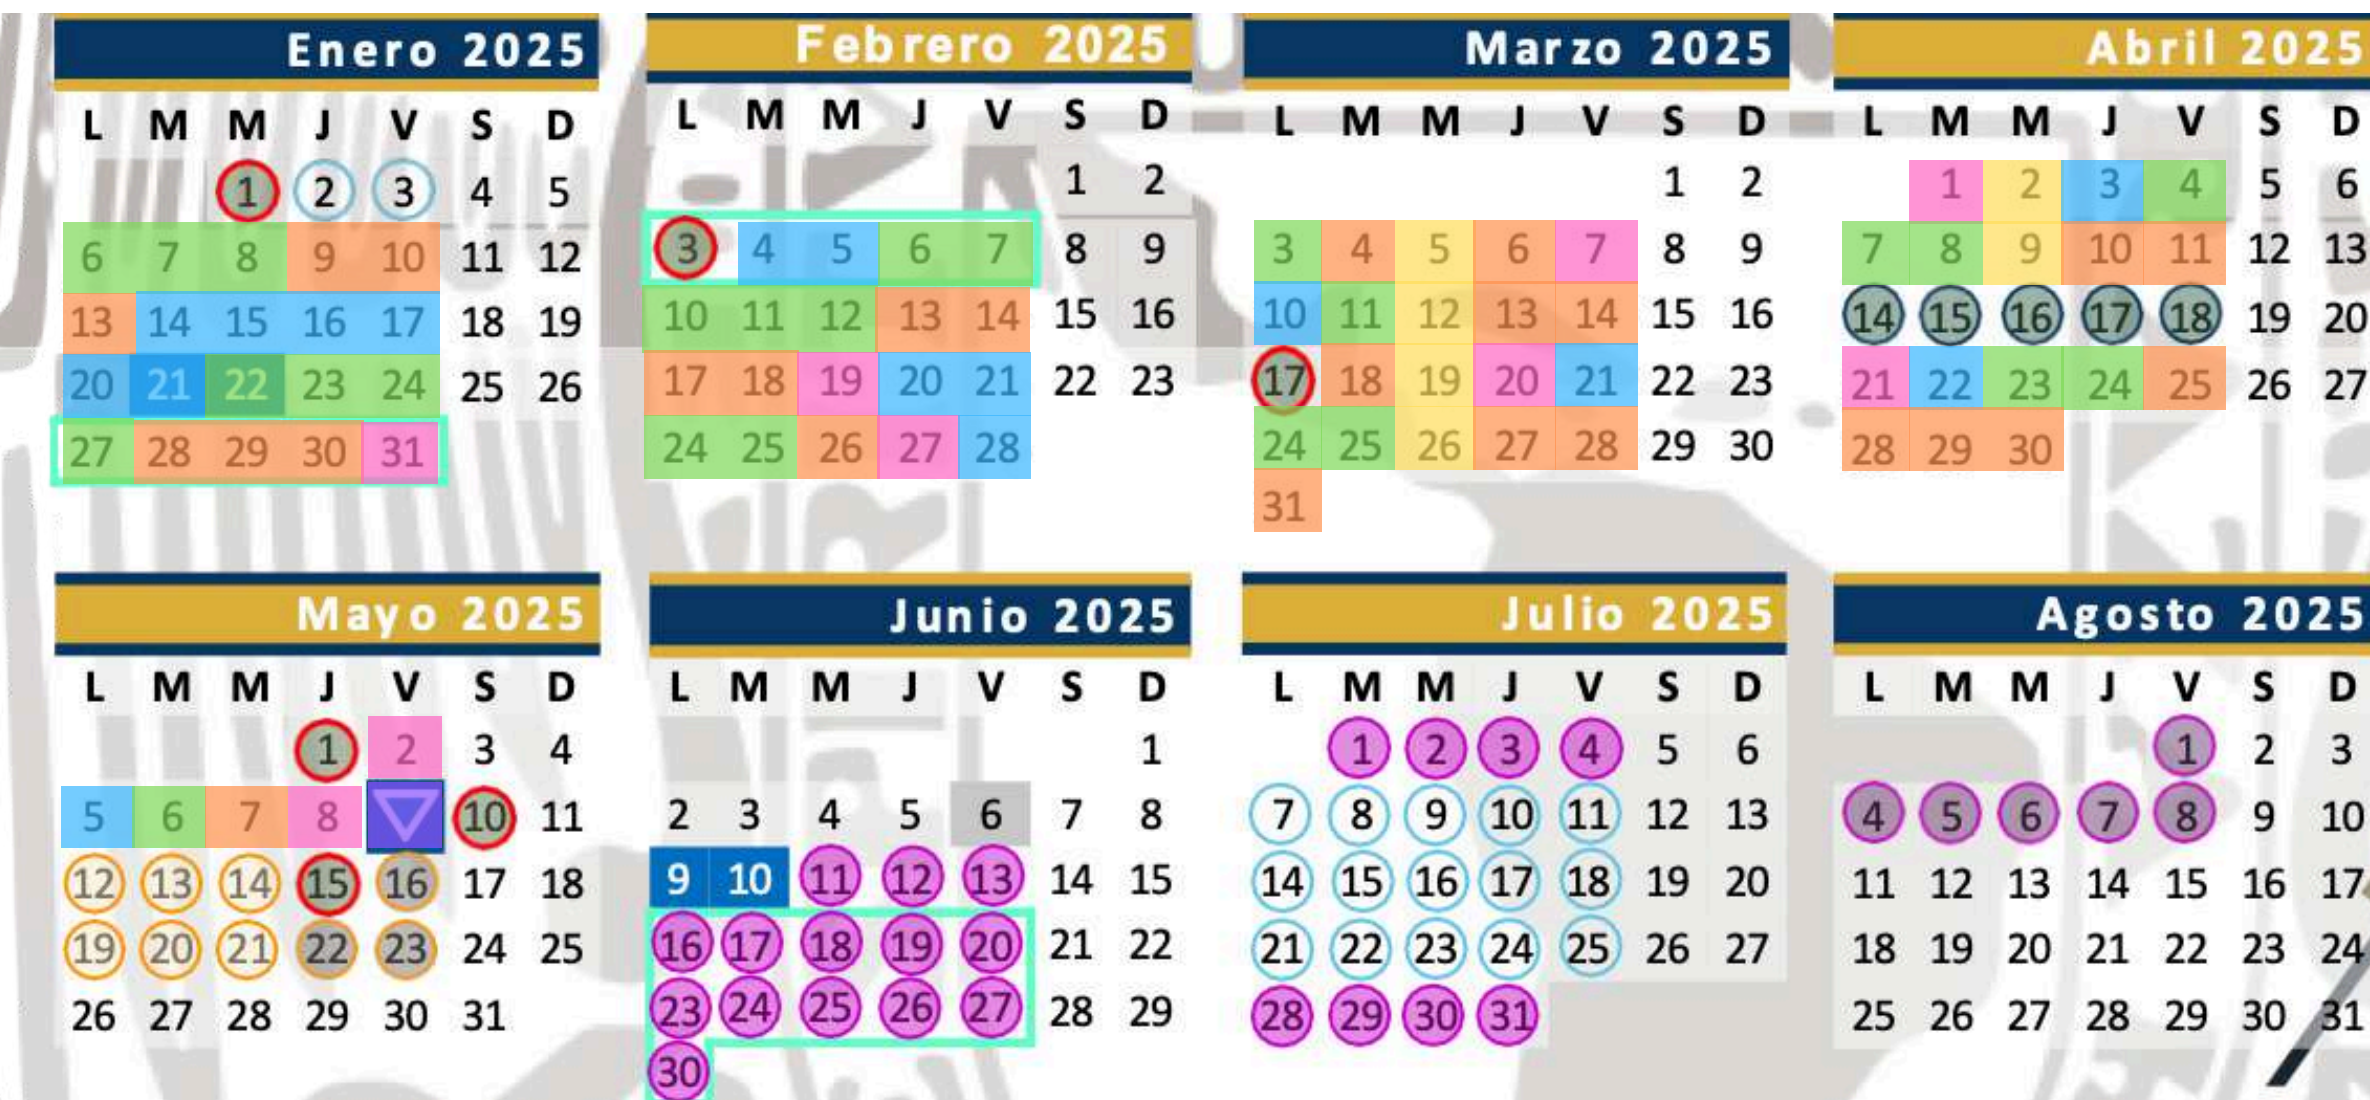 Enero 2025
L M M J V S D
1 2 3 4 5
6 7 8 9 10 11 12
13 14 15 16 17 18 19
20 21 22 23 24 25 26
27 28 29 30 31
Febrero 2025
L M M J V S D
1 2
3 4 5 6 7 8 9
10 11 12 13 14 15 16
17 18 19 20 21 22 23
24 25 26 27 28
Marzo 2025
L M M J V S D
1 2
3 4 5 6 7 8 9
10 11 12 13 14 15 16
17 18 19 20 21 22 23
24 25 26 27 28 29 30
31
Abril 2025
L M M J V S D
1 2 3 4 5 6
7 8 9 10 11 12 13
14 15 16 17 18 19 20
21 22 23 24 25 26 27
28 29 30
Mayo 2025
L M M J V S D
1 2 3 4
5 6 7 8 10 11
12 13 14 15 16 17 18
19 20 21 22 23 24 25
26 27 28 29 30 31
Junio 2025
L M M J V S D
1
2 3 4 5 6 7 8
9 10 11 12 13 14 15
16 17 18 19 20 21 22
23 24 25 26 27 28 29
30
Julio 2025
L M M J V S D
1 2 3 4 5 6
7 8 9 10 11 12 13
14 15 16 17 18 19 20
21 22 23 24 25 26 27
28 29 30 31
Agosto 2025
L M M J V S D
1 2 3
4 5 6 7 8 9 10
11 12 13 14 15 16 17
18 19 20 21 22 23 24
25 26 27 28 29 30 31